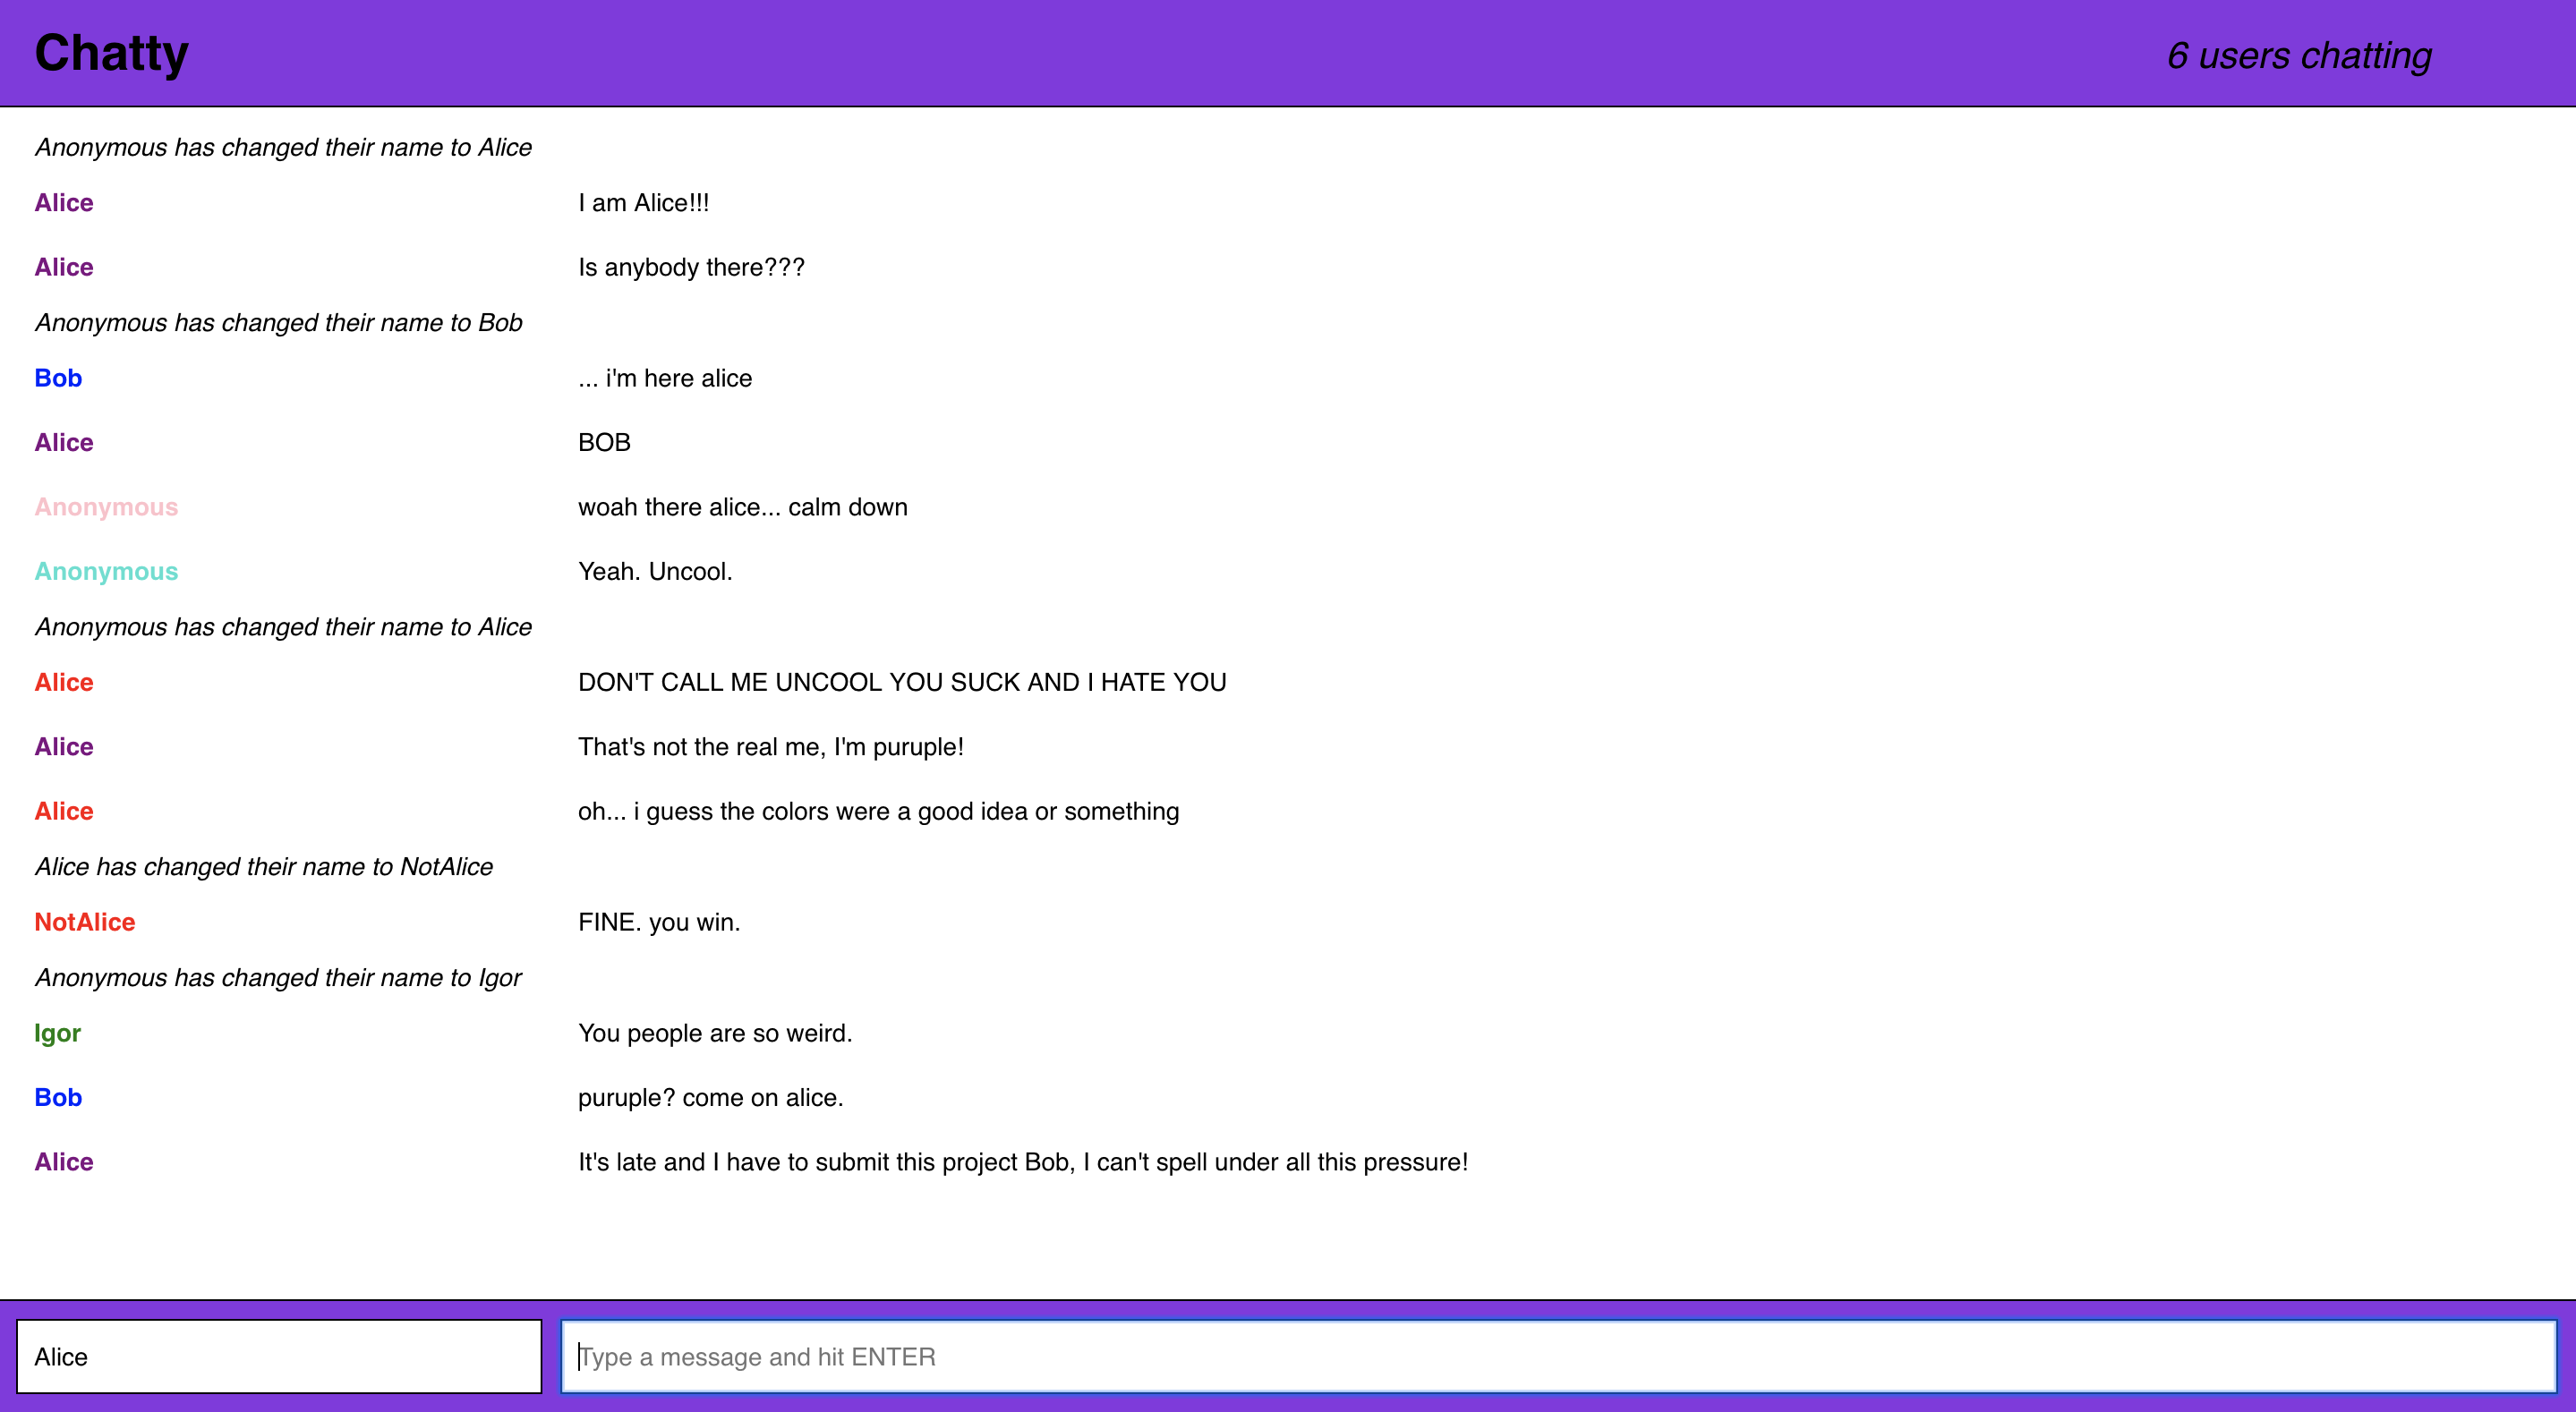 Chatty
6 users chatting
Anonymous has changed their name to Alice
Alice I am Alice!!!
Alice Is anybody there???
Anonymous has changed their name to Bob
Bob ... i'm here alice
Alice BOB
Anonymous woah there alice... calm down
Anonymous Yeah. Uncool.
Anonymous has changed their name to Alice
Alice DON'T CALL ME UNCOOL YOU SUCK AND I HATE YOU
Alice That's not the real me, I'm puruple!
Alice oh... i guess the colors were a good idea or something
Alice has changed their name to NotAlice
NotAlice FINE. you win.
Anonymous has changed their name to Igor
Igor You people are so weird.
Bob puruple? come on alice.
Alice It's late and I have to submit this project Bob, I can't spell under all this pressure!
Alice Type a message and hit ENTER